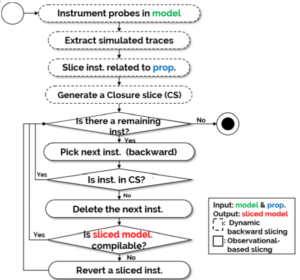 Instrument probes in model
Extract simulated traces
Slice inst. related to prop.
Generate a Closure slice (CS)
Is there a remaining
inst?
No
Yes
Pick next inst. (backward)
Yes
Is inst. in CS?
No
Delete the next inst.
Yes
Is sliced model.
compilable?
No
Revert a sliced inst.
Input: model & prop.
Output: sliced model
Dynamic
backward slicing
Observational-
based slicng